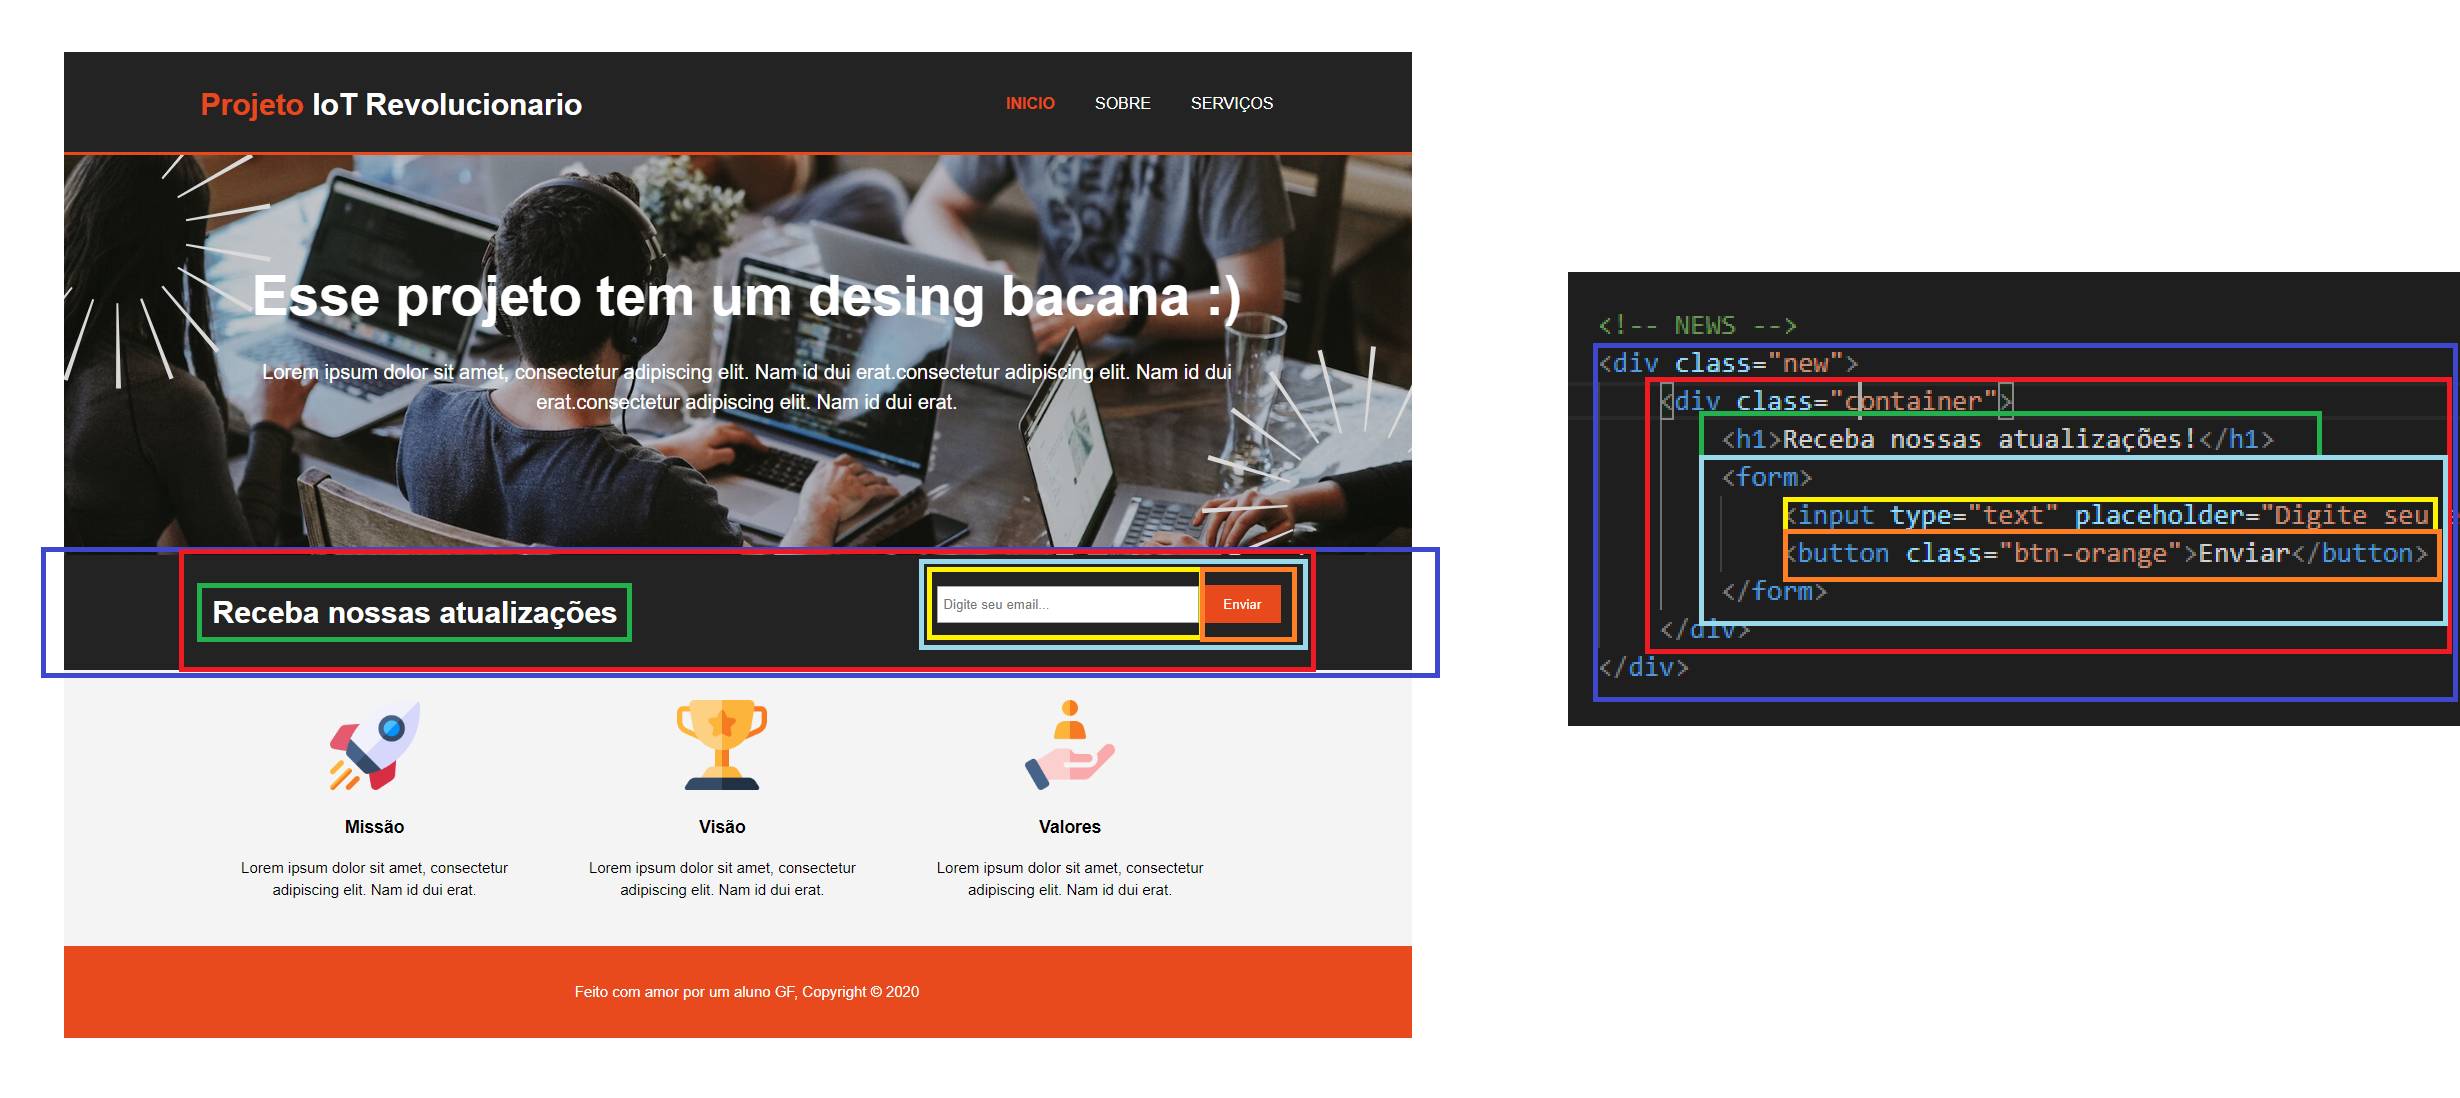 Projeto IoT Revolucionario
INICIO SOBRE SERVIÇOS
Esse projeto tem um desing bacana :)
Lorem ipsum dolor sit amet, consectetur adipiscing elit. Nam id dui erat.consectetur adipiscing elit. Nam id dui
erat.consectetur adipiscing elit. Nam id dui erat.
Receba nossas atualizações
Digite seu email...
Enviar
Missão
Lorem ipsum dolor sit amet, consectetur
adipiscing elit. Nam id dui erat.
Visão
Lorem ipsum dolor sit amet, consectetur
adipiscing elit. Nam id dui erat.
Valores
Lorem ipsum dolor sit amet, consectetur
adipiscing elit. Nam id dui erat.
Feito com amor por um aluno GF, Copyright © 2020
<!-- NEWS -->
<div class="new">
<div class="container">
<h1>Receba nossas atualizações!</h1>
<form>
<input type="text" placeholder="Digite seu
<button class="btn-orange">Enviar</button>
</form>
</div>
</div>